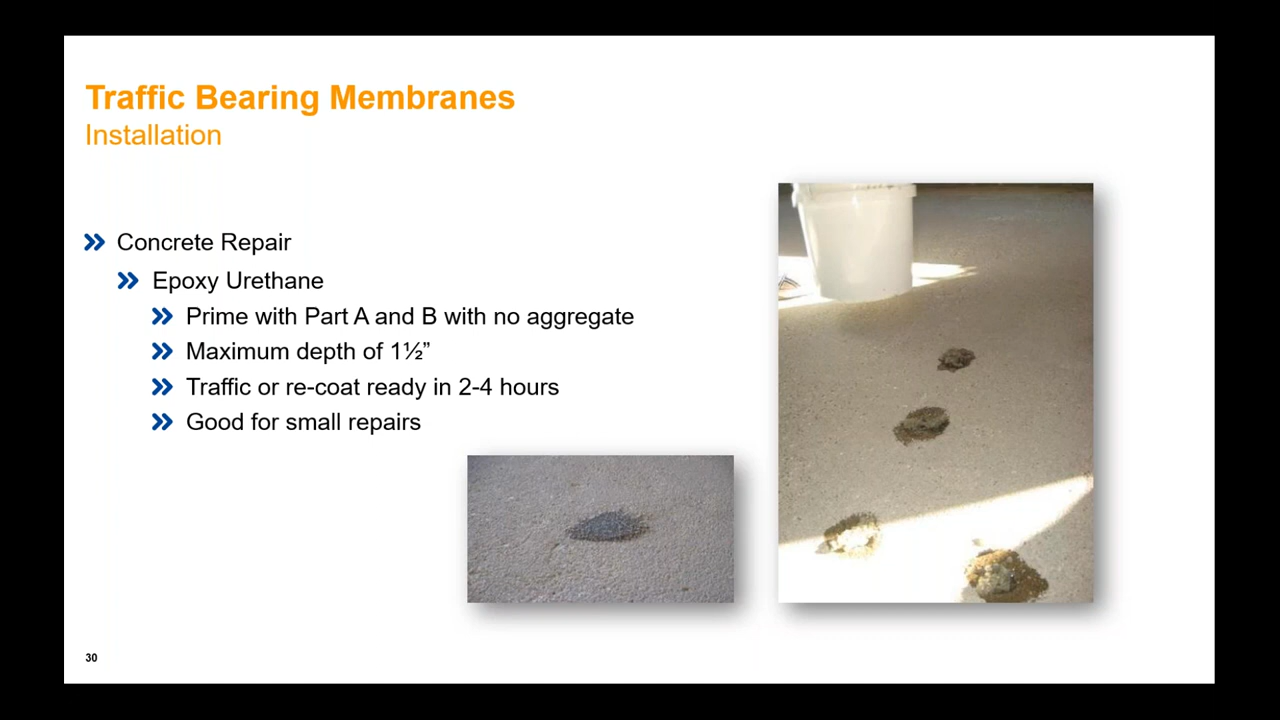 Traffic Bearing Membranes
Installation
Concrete Repair
Epoxy Urethane
Prime with Part A and B with no aggregate
Maximum depth of 1½”
Traffic or re-coat ready in 2-4 hours
Good for small repairs
30